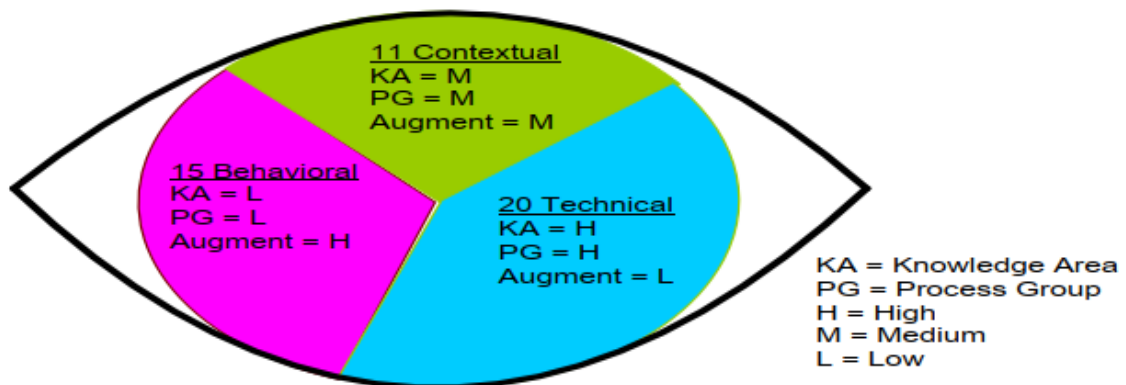 11 Contextual
KA = M
PG = M
Augment = M
15 Behavioral
KA = L
PG = L
Augment = H
20 Technical
KA = H
PG = H
Augment = L
KA = Knowledge Area
PG = Process Group
H = High
M = Medium
L = Low